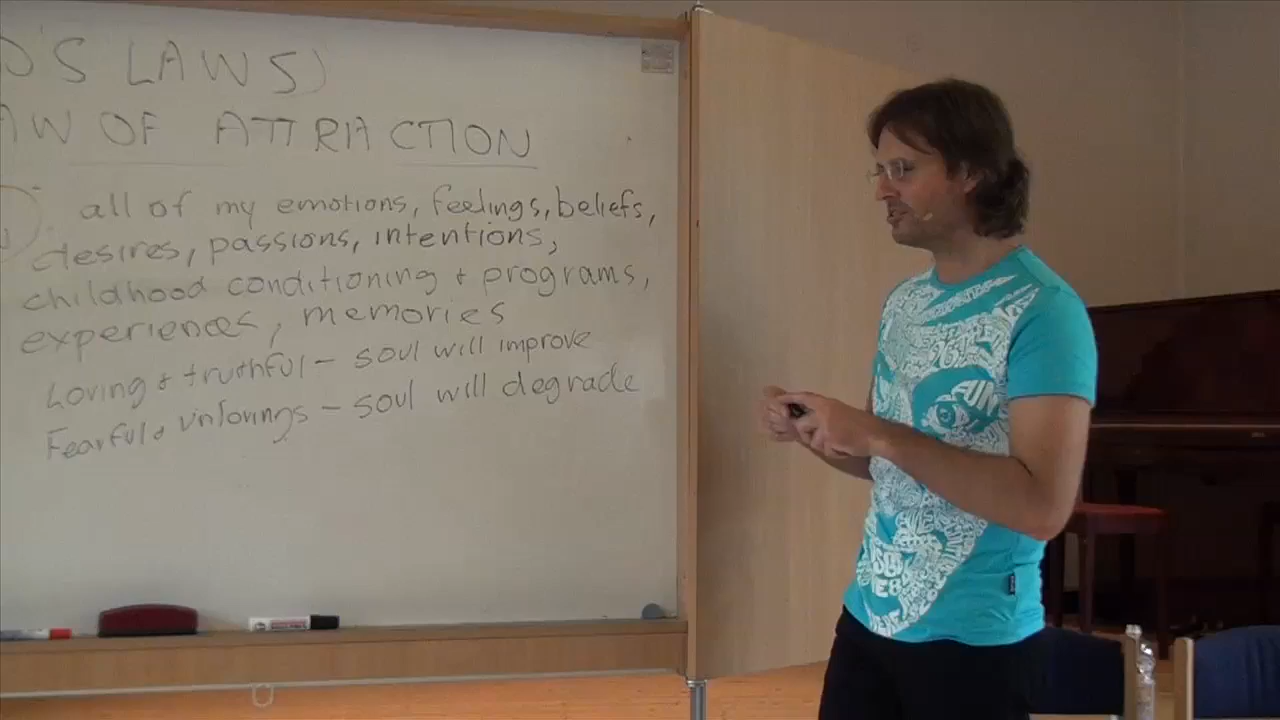 D'S LAWS)
AW OF ATTRACTION
all of my emotions, feelings, beliefs,
desires, passions, intentions,
childhood conditioning & programs,
experiences, memories
Loving & truthful – soul will improve
Fearful & unlovings – soul will degrade